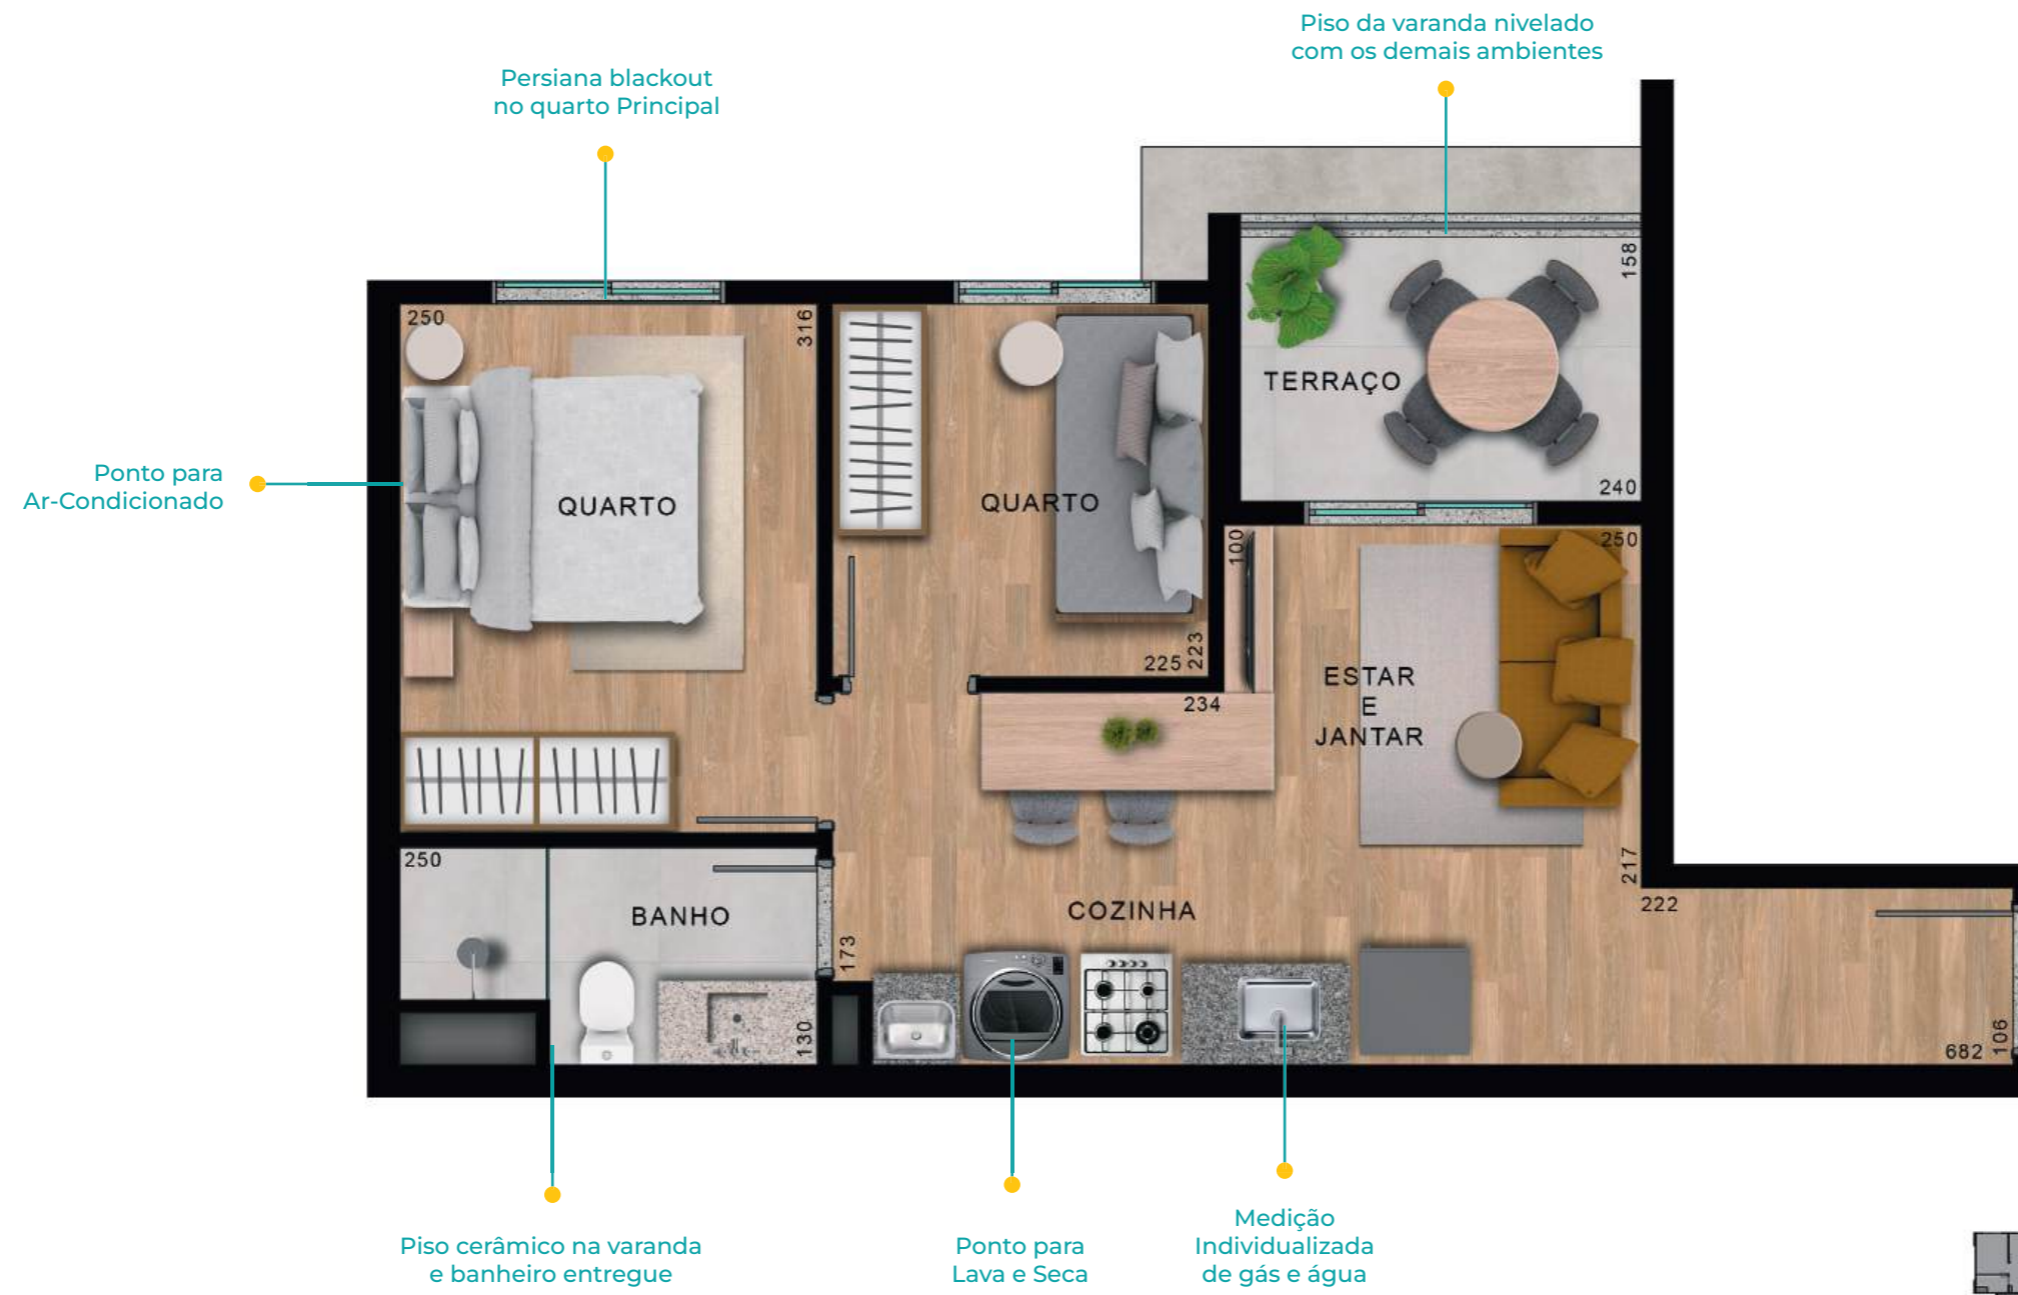 Piso da varanda nivelado
com os demais ambientes
Persiana blackout
no quarto Principal
Ponto para
Ar-Condicionado
250
316
QUARTO
QUARTO
225
223
158
TERRAÇO
240
100
250
234
ESTAR
E
JANTAR
217
222
250
BANHO
173
130
COZINHA
682
106
Piso cerâmico na varanda
e banheiro entregue
Ponto para
Lava e Seca
Medição
Individualizada
de gás e água